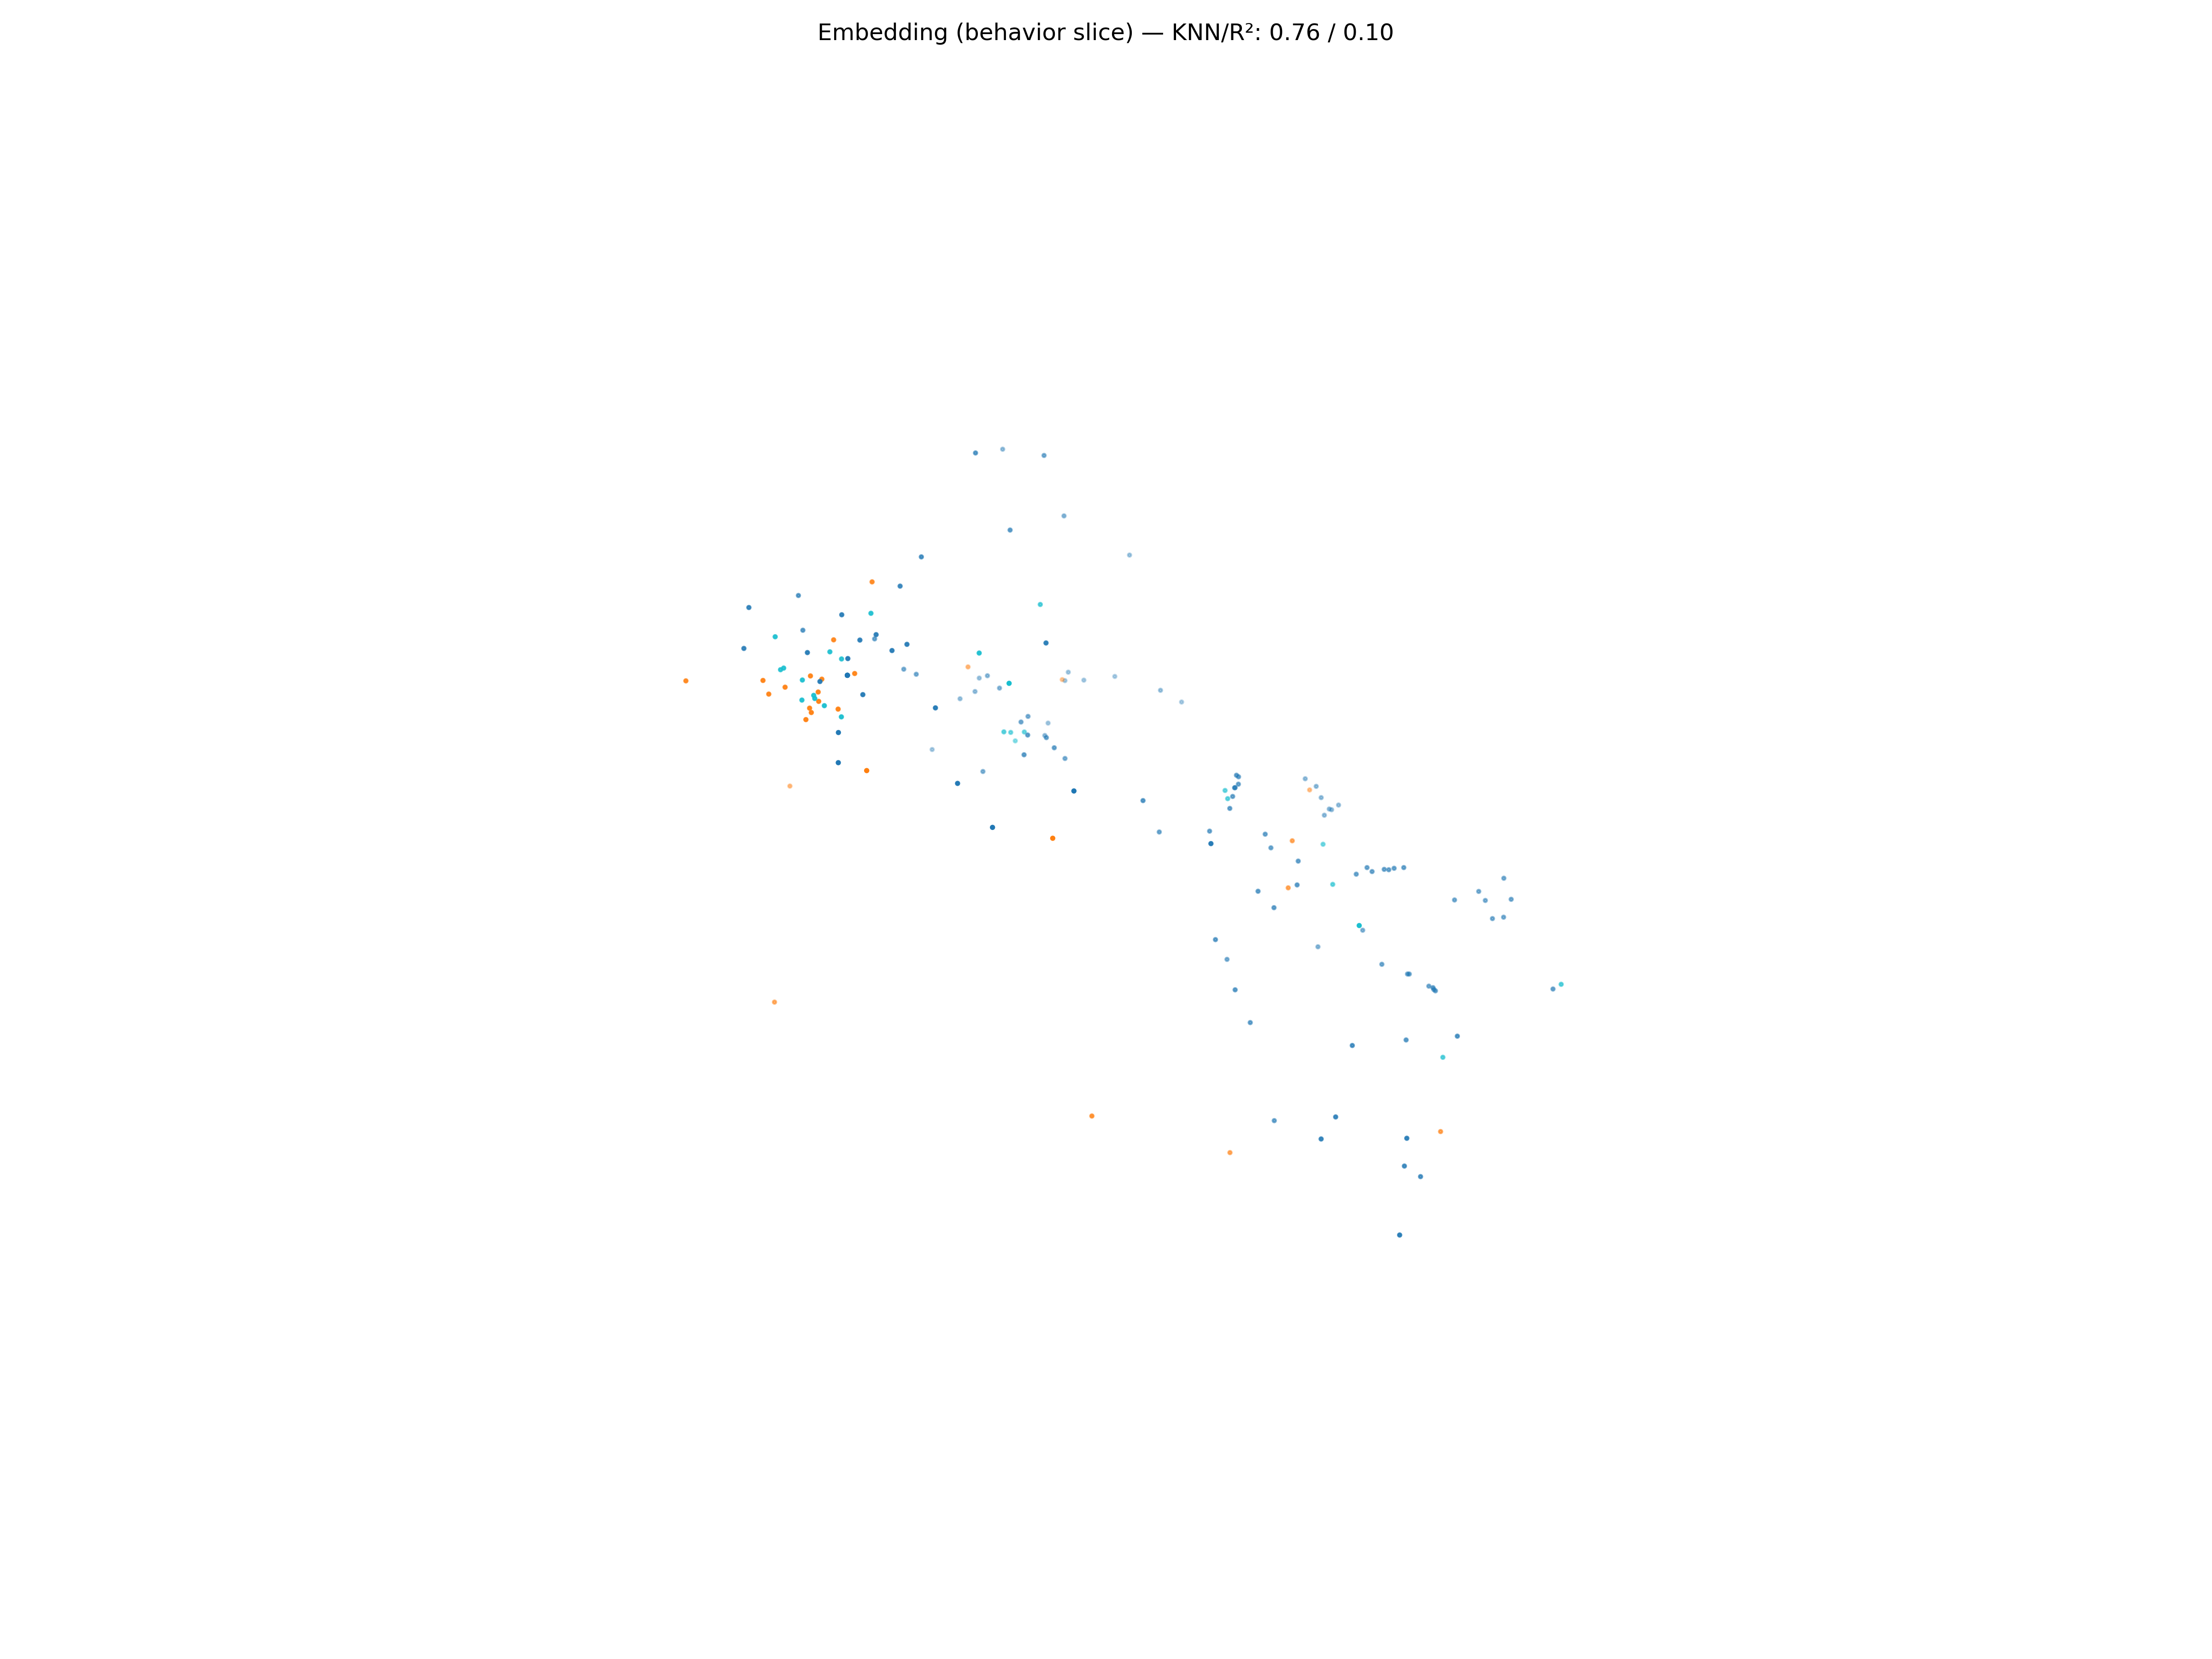 Embedding (behavior slice) — KNN/R²: 0.76 / 0.10